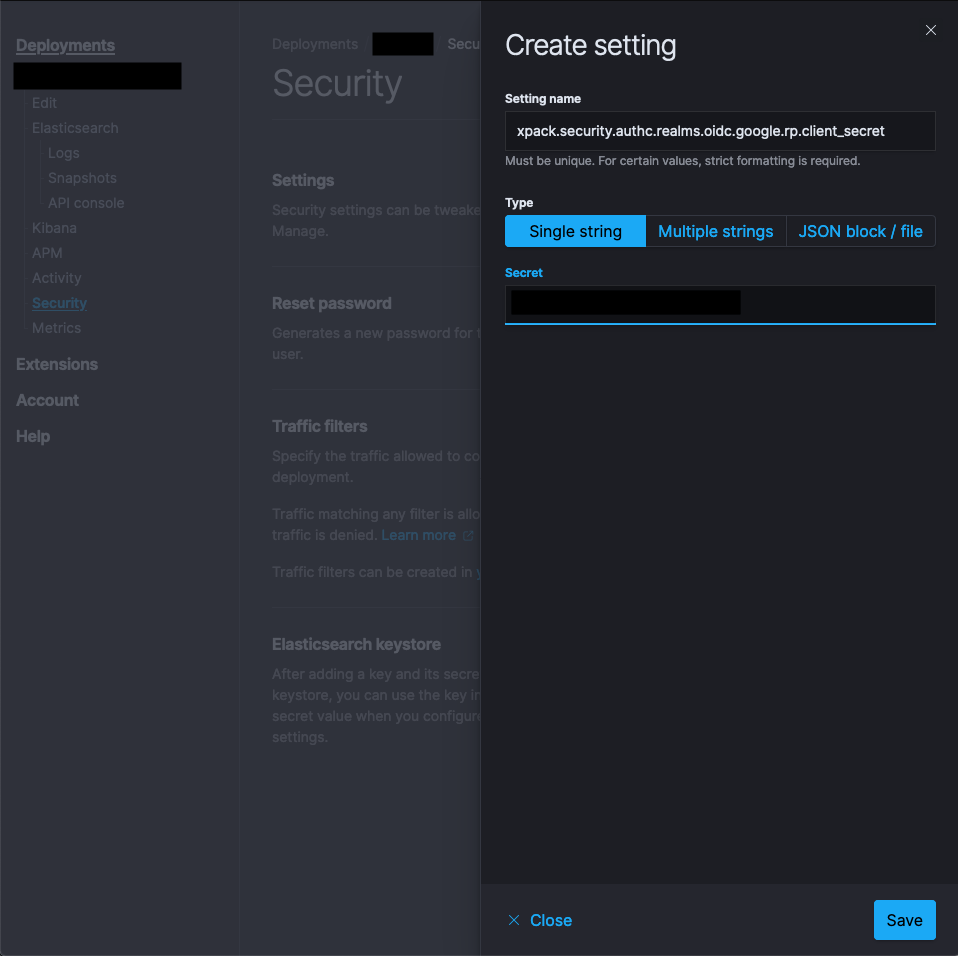 Deployments
Edit
Elasticsearch
Logs
Snapshots
API console
Kibana
APM
Activity
Security
Metrics
Extensions
Account
Help
Deployments
Secu
Security
Settings
Security settings can be tweake
Manage.
Reset password
Generates a new password for
user.
Traffic filters
Specify the traffic allowed to co
deployment.
Traffic matching any filter is allo
traffic is denied. Learn more
Traffic filters can be created in y
Elasticsearch keystore
After adding a key and its secre
keystore, you can use the key in
secret value when you configure
settings.
Create setting
Setting name
xpack.security.authc.realms.oidc.google.rp.client_secret
Must be unique. For certain values, strict formatting is required.
Type
Single string Multiple strings JSON block / file
Secret
Close Save